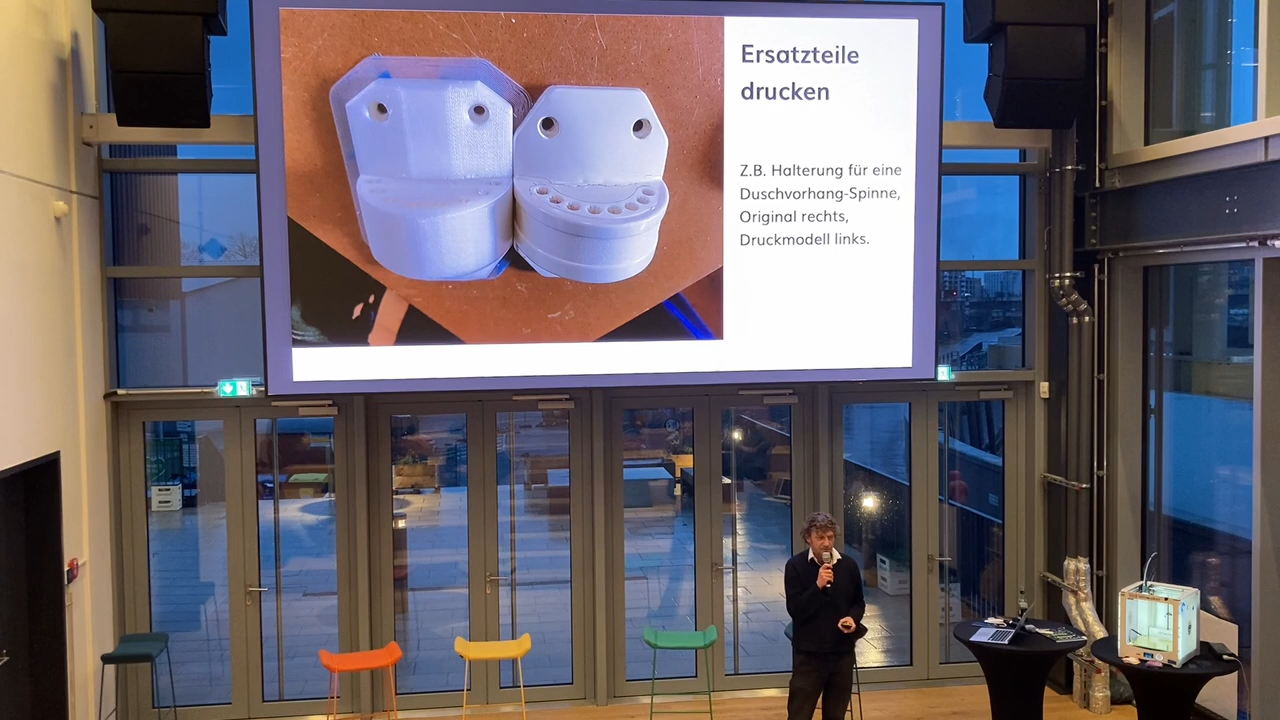 Ersatzteile
drucken
Z.B. Halterung für eine
Duschvorhang-Spinne,
Original rechts,
Druckmodell links.